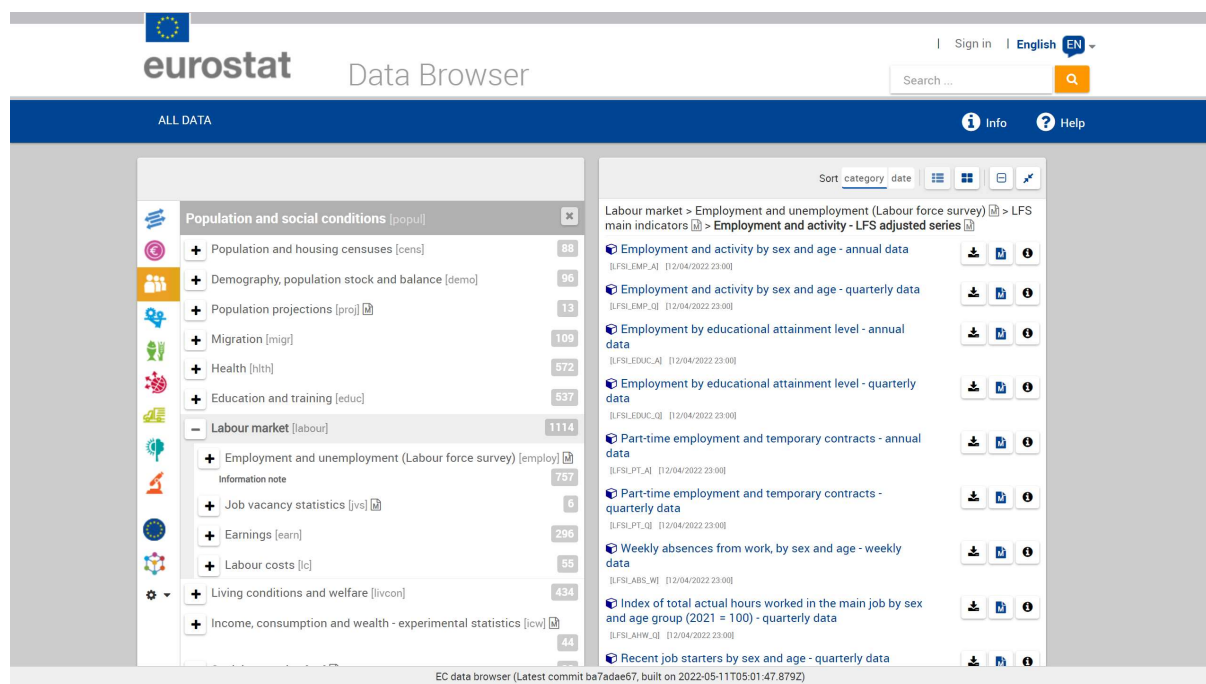 eurostat
Data Browser
| Sign in | English EN
Search ...
ALL DATA
Info
Help
Population and social conditions [popul]
Population and housing censuses [cens] 88
Demography, population stock and balance [demo] 96
Population projections [proj] 13
Migration [migr] 109
Health [hlth] 572
Education and training [educ] 537
Labour market [labour] 1114
Employment and unemployment (Labour force survey) [employ]
Information note 757
Job vacancy statistics [jvs] 6
Earnings [earn] 296
Labour costs [lc] 55
Living conditions and welfare [livcon] 434
Income, consumption and wealth - experimental statistics [icw]
44
Sort category date
Labour market > Employment and unemployment (Labour force survey) > LFS
main indicators > Employment and activity - LFS adjusted series
Employment and activity by sex and age - annual data
[LFSI_EMP_A] [12/04/2022 23:00]
Employment and activity by sex and age - quarterly data
[LFSI_EMP_Q] [12/04/2022 23:00]
Employment by educational attainment level - annual
data
[LFSI_EDUC_A] [12/04/2022 23:00]
Employment by educational attainment level - quarterly
data
[LFSI_EDUC_Q] [12/04/2022 23:00]
Part-time employment and temporary contracts - annual
data
[LFSI_PT_A] [12/04/2022 23:00]
Part-time employment and temporary contracts -
quarterly data
[LFSI_PT_Q] [12/04/2022 23:00]
Weekly absences from work, by sex and age - weekly
data
[LFSI_ABS_W] [12/04/2022 23:00]
Index of total actual hours worked in the main job by sex
and age group (2021 = 100) - quarterly data
[LFSI_AHW_Q] [12/04/2022 23:00]
Recent job starters by sex and age - quarterly data
EC data browser (Latest commit ba7adae67, built on 2022-05-11T05:01:47.879Z)